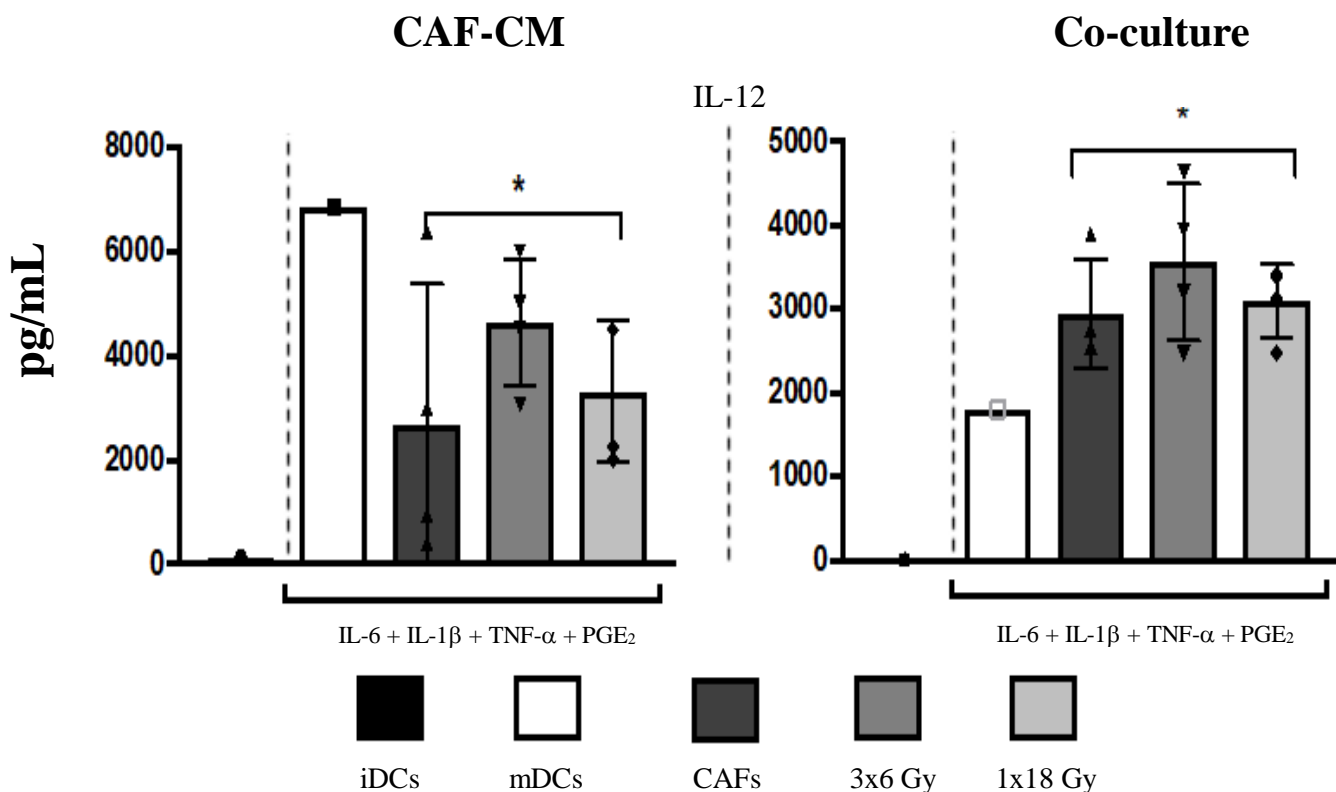 CAF-CM
Co-culture
IL-12
pg/mL
8000
6000
4000
2000
0
*
5000
4000
3000
2000
1000
0
*
IL-6 + IL-1β + TNF-α + PGE₂
IL-6 + IL-1β + TNF-α + PGE₂
iDCs
mDCs
CAFs
3x6 Gy
1x18 Gy